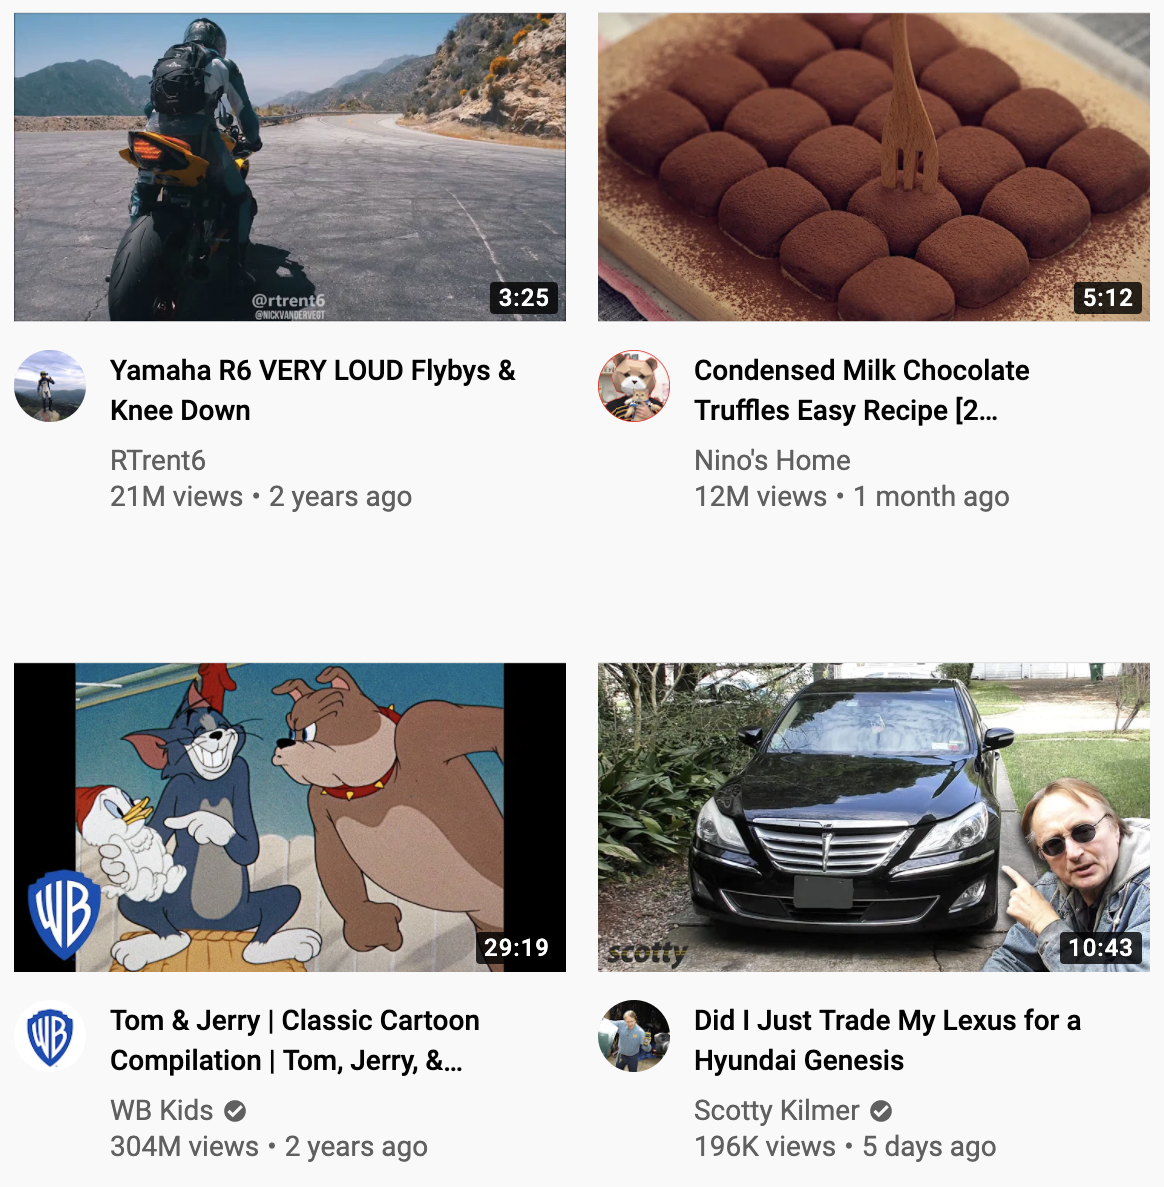 @rtrent6
@NICKVANDERVEGT
3:25
5:12
Yamaha R6 VERY LOUD Flybys &
Knee Down
RTrent6
21M views • 2 years ago
Condensed Milk Chocolate
Truffles Easy Recipe [2...
Nino's Home
12M views • 1 month ago
WB
29:19
scotty
10:43
WB
Tom & Jerry | Classic Cartoon
Compilation | Tom, Jerry, &...
WB Kids
304M views • 2 years ago
Did I Just Trade My Lexus for a
Hyundai Genesis
Scotty Kilmer
196K views • 5 days ago